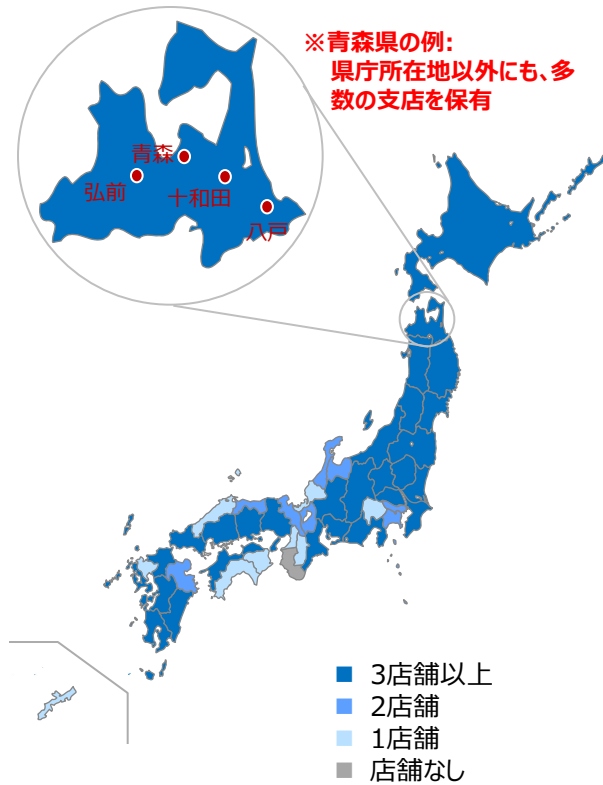 ※青森県の例:
県庁所在地以外にも、多
数の支店を保有
青森
弘前
十和田
八戸
3店舗以上
2店舗
1店舗
店舗なし